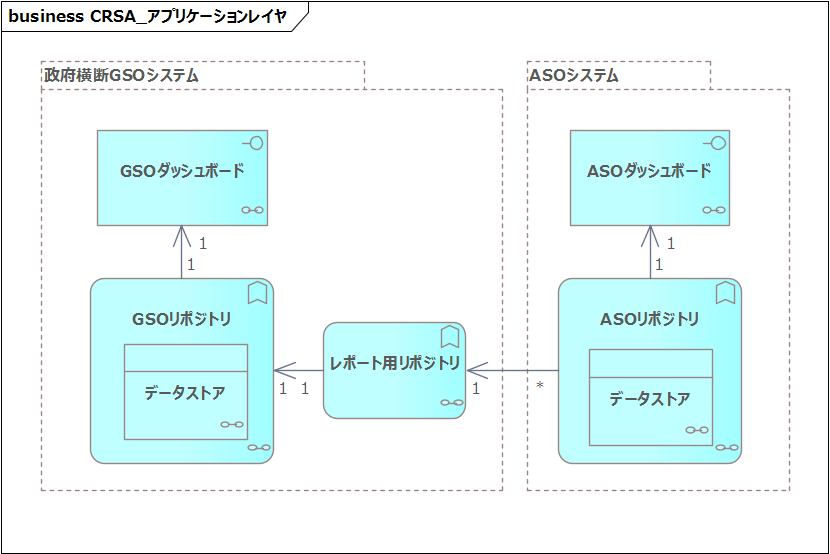 business CRSA_アプリケーションレイヤ
政府横断GSOシステム
ASOシステム
GSOダッシュボード
ASOダッシュボード
1
1
1
1
GSOリポジトリ
ASOリポジトリ
レポート用リポジトリ
データストア
データストア
1
1
1
*